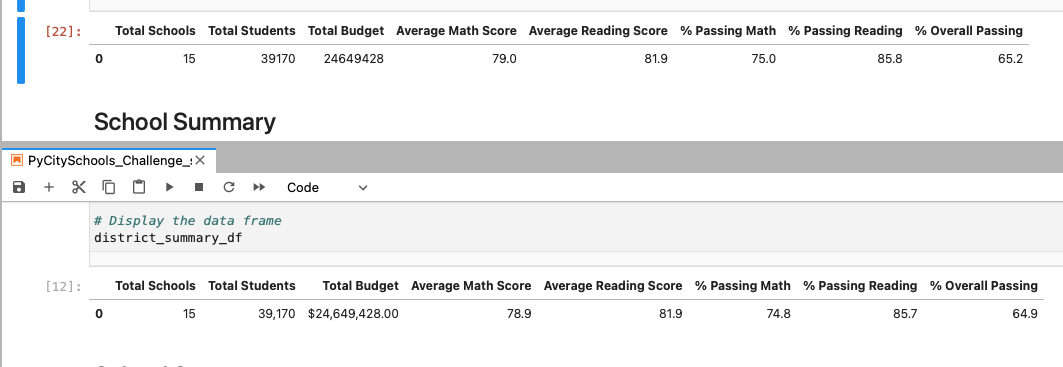 [22]: Total Schools Total Students Total Budget Average Math Score Average Reading Score % Passing Math % Passing Reading % Overall Passing
0 15 39170 24649428 79.0 81.9 75.0 85.8 65.2
School Summary
PyCitySchools_Challenge_
Code
# Display the data frame
district_summary_df
[12]: Total Schools Total Students Total Budget Average Math Score Average Reading Score % Passing Math % Passing Reading % Overall Passing
0 15 39,170 $24,649,428.00 78.9 81.9 74.8 85.7 64.9